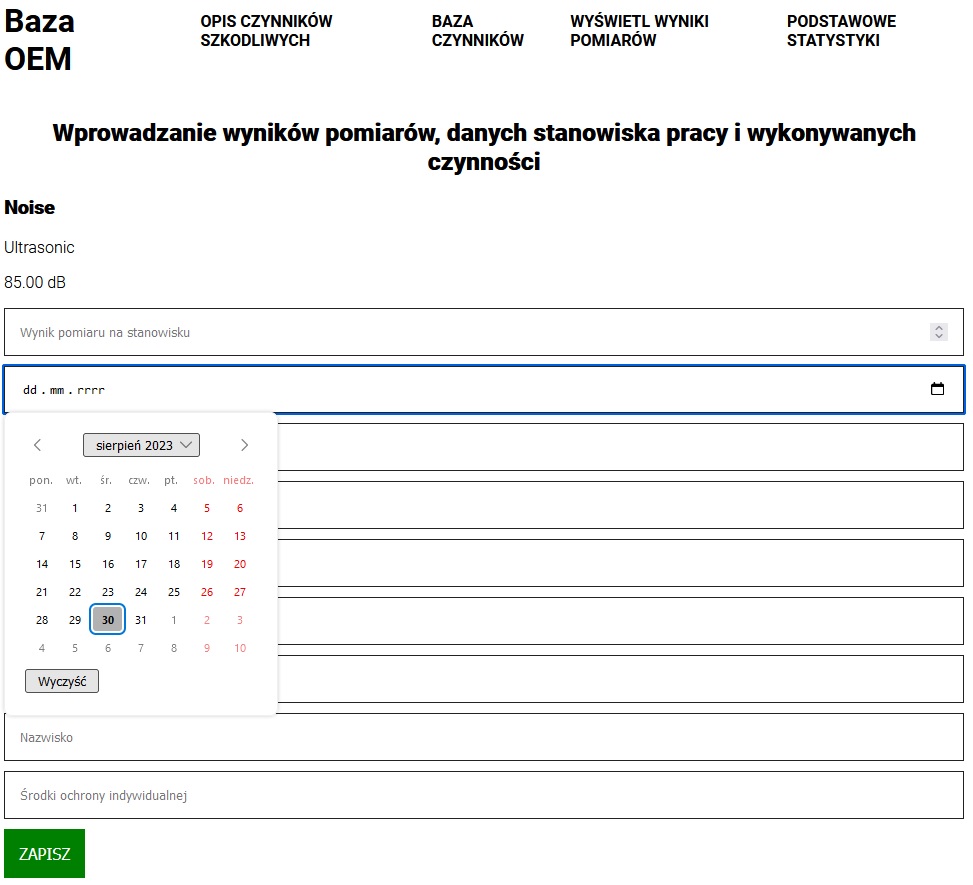 Baza
OEM
OPIS CZYNNIKÓW
SZKODLIWYCH
BAZA
CZYNNIKÓW
WYŚWIETL WYNIKI
POMIARÓW
PODSTAWOWE
STATYSTYKI
Wprowadzanie wyników pomiarów, danych stanowiska pracy i wykonywanych
czynności
Noise
Ultrasonic
85.00 dB
Wynik pomiaru na stanowisku
dd . mm . rrrr
sierpień 2023
pon. wt. śr. czw. pt. sob. niedz.
31 1 2 3 4 5 6
7 8 9 10 11 12 13
14 15 16 17 18 19 20
21 22 23 24 25 26 27
28 29 30 31 1 2 3
4 5 6 7 8 9 10
Wyczyść
Nazwisko
Środki ochrony indywidualnej
ZAPISZ